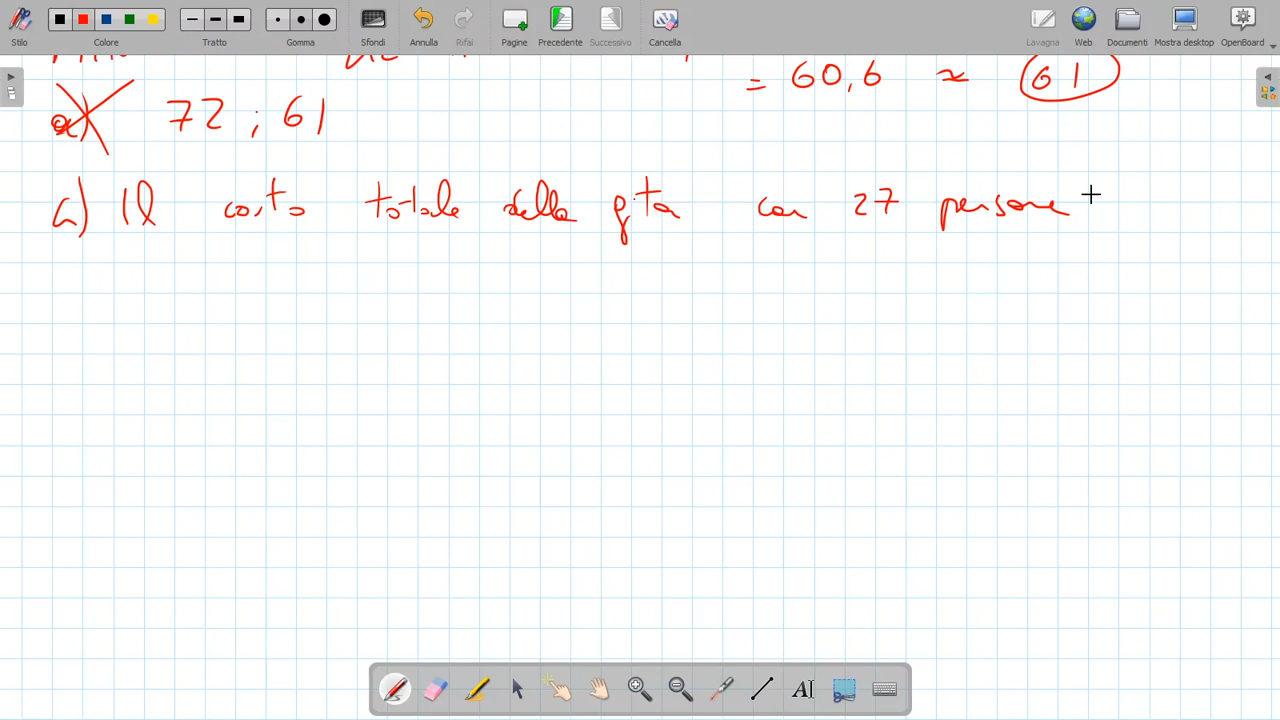 Stilo Colore Tratto Gomma Sfondi Annulla Rifai Pagine Precedente Successivo Cancella Lavagna Web Documenti Mostra desktop OpenBoard
= 60,6 ≈ 61
a) 72 ; 61
a) Il costo totale della gita con 27 persone